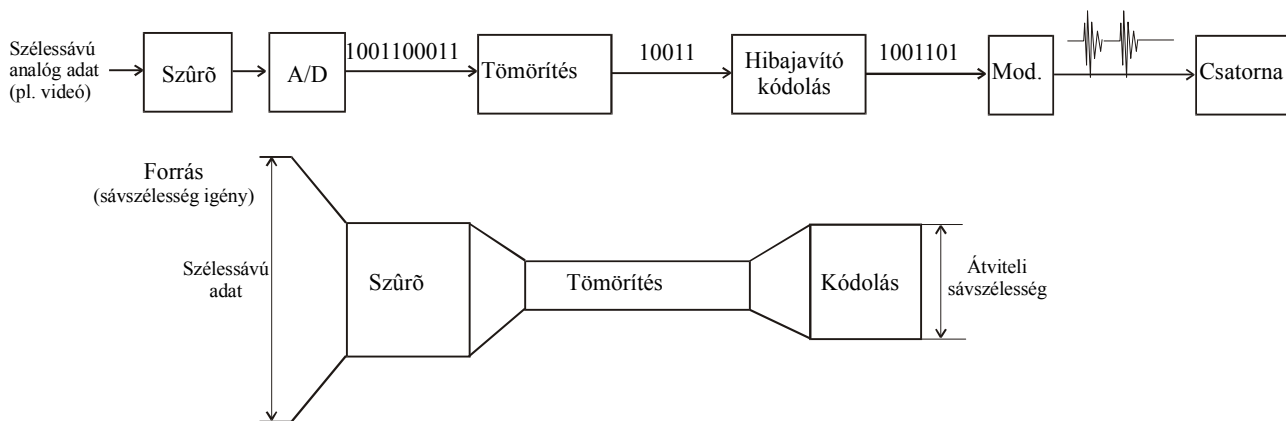 Szélessávú
analóg adat
(pl. videó)
Szûrõ
A/D
1001100011
Tömörítés
10011
Hibajavító
kódolás
1001101
Mod.
Csatorna
Forrás
(sávszélesség igény)
Szélessávú
adat
Szûrõ
Tömörítés
Kódolás
Átviteli
sávszélesség